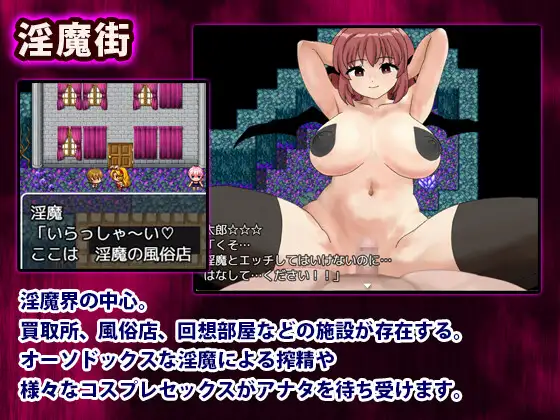 淫魔街
淫魔
「いらっしゃ～い♡
ここは　淫魔の風俗店
太郎☆☆☆
「くそ…
淫魔とエッチしてはいけないのに…
はなして…ください！！」
淫魔界の中心。
買取所、風俗店、回想部屋などの施設が存在する。
オーソドックスな淫魔による搾精や
様々なコスプレセックスがアナタを待ち受けます。